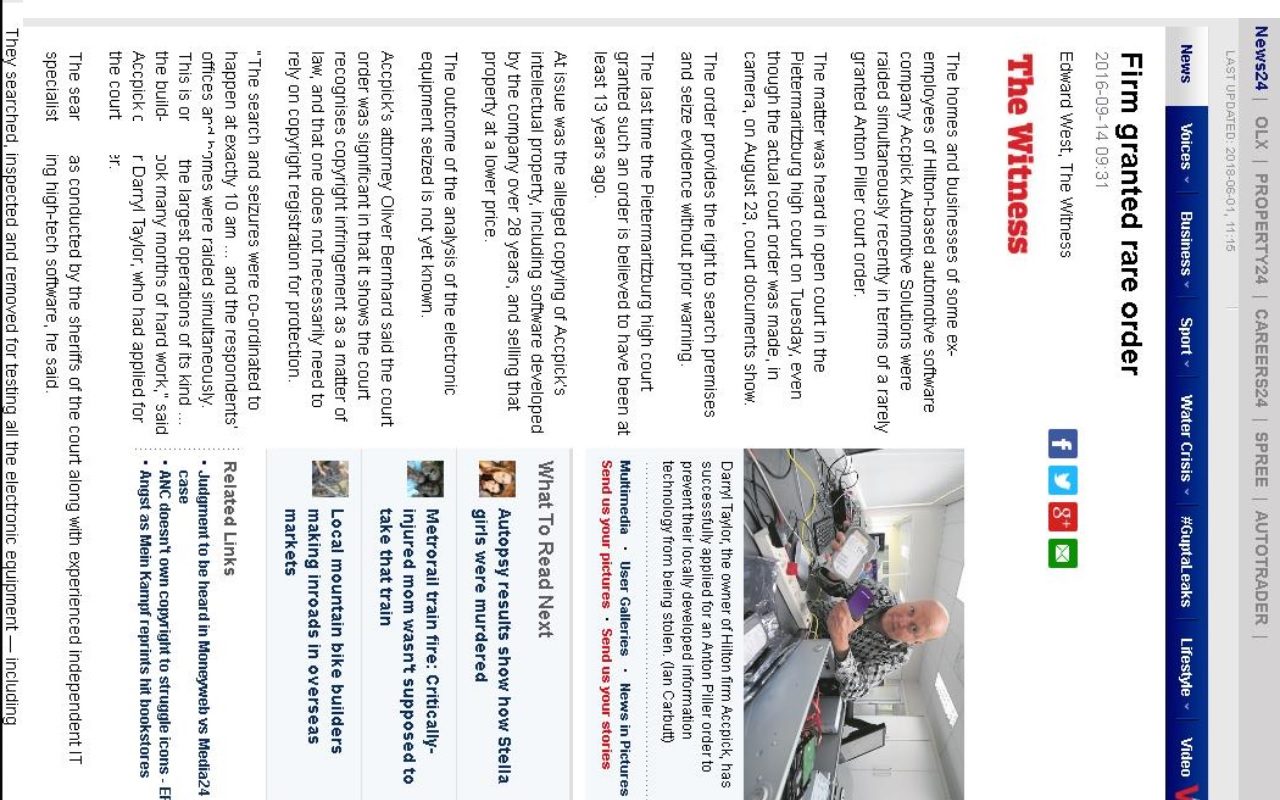 News24 | OLX | PROPERTY24 | CAREERS24 | SPREE | AUTOTRADER |
LAST UPDATED: 2018-06-01, 11:15
News Voices Business Sport Water Crisis #GuptaLeaks Lifestyle Video
Firm granted rare order
2016-09-14 09:31
Edward West, The Witness
The Witness
The homes and businesses of some ex-
employees of Hilton-based automotive software
company Accpick Automotive Solutions were
raided simultaneously recently in terms of a rarely
granted Anton Piller court order.
The matter was heard in open court in the
Pietermaritzburg high court on Tuesday, even
though the actual court order was made, in
camera, on August 23, court documents show.
The order provides the right to search premises
and seize evidence without prior warning.
The last time the Pietermaritzburg high court
granted such an order is believed to have been at
least 13 years ago.
At issue was the alleged copying of Accpick's
intellectual property, including software developed
by the company over 28 years, and selling that
property at a lower price.
The outcome of the analysis of the electronic
equipment seized is not yet known.
Accpick's attorney Oliver Bernhard said the court
order was significant in that it shows the court
recognises copyright infringement as a matter of
law, and that one does not necessarily need to
rely on copyright registration for protection.
"The search and seizures were co-ordinated to
happen at exactly 10 am ... and the respondents'
offices and homes were raided simultaneously.
This is or the largest operations of its kind ...
the build- ook many months of hard work," said
Accpick c r Darryl Taylor, who had applied for
the court er.
The sear as conducted by the sheriffs of the court along with experienced independent IT
specialist ing high-tech software, he said.
They searched, inspected and removed for testing all the electronic equipment — including
Darryl Taylor, the owner of Hilton firm Accpick, has
successfully applied for an Anton Piller order to
prevent their locally developed information
technology from being stolen. (Ian Carbutt)
Multimedia · User Galleries · News in Pictures
Send us your pictures · Send us your stories
What To Read Next
Autopsy results show how Stella
girls were murdered
Metrorail train fire: Critically-
injured mom wasn't supposed to
take that train
Local mountain bike builders
making inroads in overseas
markets
Related Links
• Judgment to be heard in Moneyweb vs Media24
case
• ANC doesn't own copyright to struggle icons - EF
• Angst as Mein Kampf reprints hit bookstores